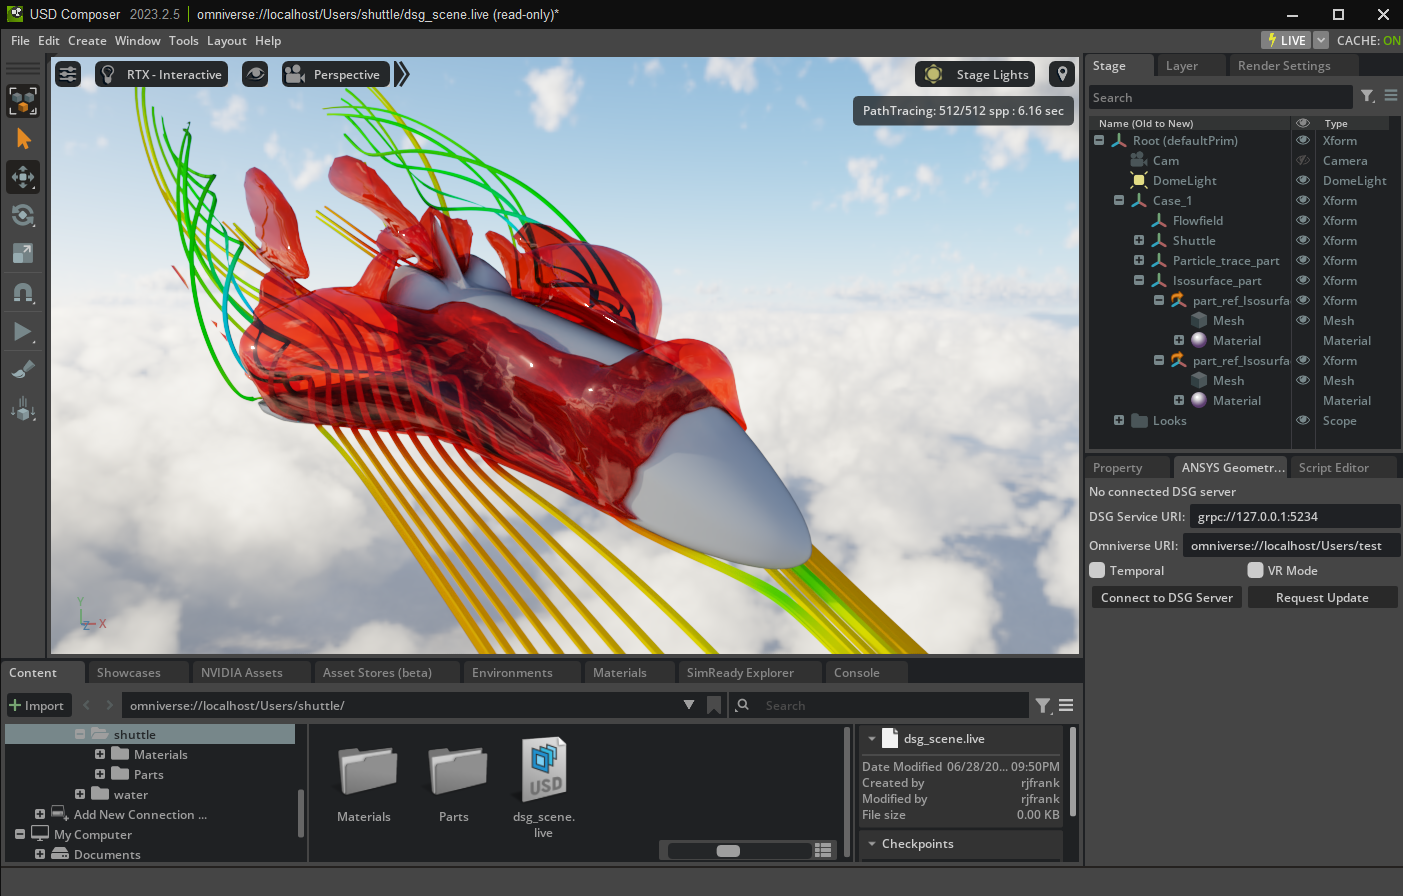 USD Composer 2023.2.5 omniverse://localhost/Users/shuttle/dsg_scene.live (read-only)*
File Edit Create Window Tools Layout Help
LIVE CACHE: ON
RTX - Interactive Perspective Stage Lights
PathTracing: 512/512 spp : 6.16 sec
Y
Z X
Stage Layer Render Settings
Search
Name (Old to New) Type
Root (defaultPrim) Xform
Cam Camera
DomeLight DomeLight
Case_1 Xform
Flowfield Xform
Shuttle Xform
Particle_trace_part Xform
Isosurface_part Xform
part_ref_Isosurfa Xform
Mesh Mesh
Material Material
part_ref_Isosurfa Xform
Mesh Mesh
Material Material
Looks Scope
Property ANSYS Geometr... Script Editor
No connected DSG server
DSG Service URI: grpc://127.0.0.1:5234
Omniverse URI: omniverse://localhost/Users/test
Temporal VR Mode
Connect to DSG Server Request Update
Content Showcases NVIDIA Assets Asset Stores (beta) Environments Materials SimReady Explorer Console
Import omniverse://localhost/Users/shuttle/ Search
shuttle
Materials
Parts
water
Add New Connection ...
My Computer
Documents
Materials
Parts
USD
dsg_scene.
live
dsg_scene.live
Date Modified 06/28/20... 09:50PM
Created by rjfrank
Modified by rjfrank
File size 0.00 KB
Checkpoints